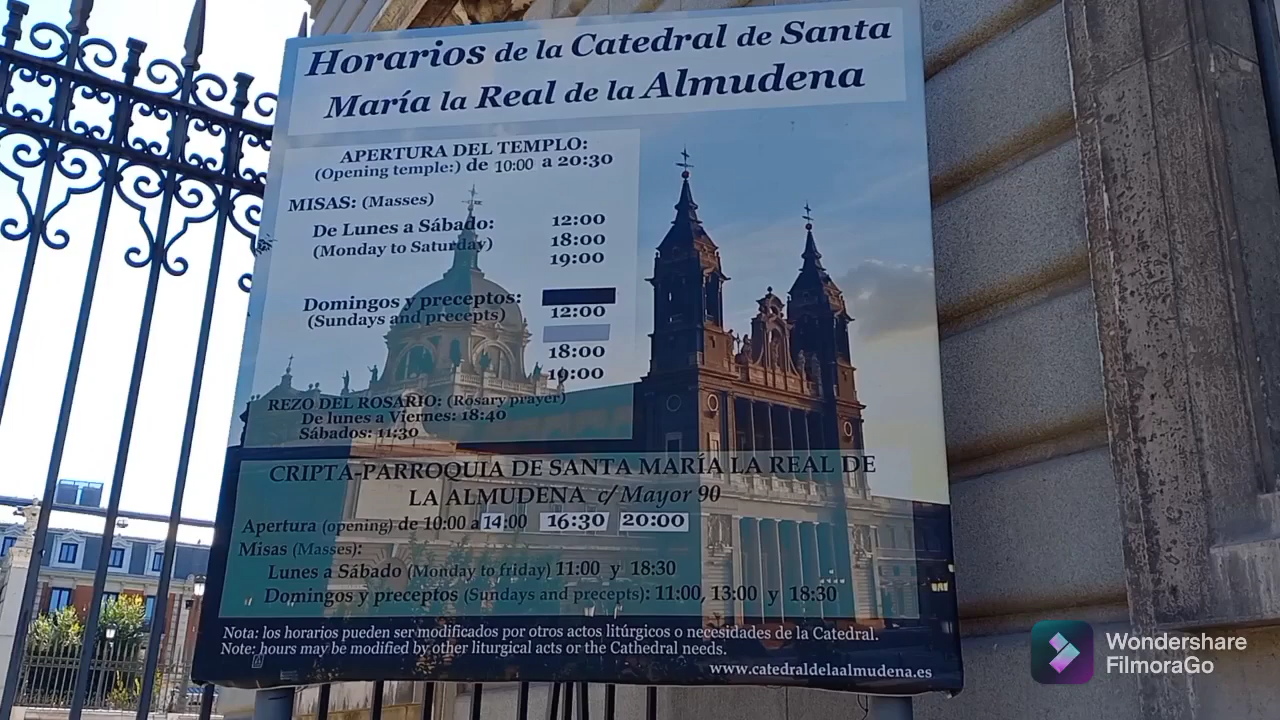 Horarios de la Catedral de Santa
María la Real de la Almudena
APERTURA DEL TEMPLO:
(Opening temple:) de 10:00 a 20:30
MISAS: (Masses)
De Lunes a Sábado: 12:00
(Monday to Saturday) 18:00
19:00
Domingos y preceptos:
(Sundays and precepts) 12:00
18:00
19:00
REZO DEL ROSARIO: (Rosary prayer)
De lunes a Viernes: 18:40
Sábados: 11:30
CRIPTA-PARROQUIA DE SANTA MARÍA LA REAL DE
LA ALMUDENA c/ Mayor 90
Apertura (opening) de 10:00 a 14:00 16:30 20:00
Misas (Masses):
Lunes a Sábado (Monday to friday) 11:00 y 18:30
Domingos y preceptos (Sundays and precepts): 11:00, 13:00 y 18:30
Nota: los horarios pueden ser modificados por otros actos litúrgicos o necesidades de la Catedral.
Note: hours may be modified by other liturgical acts or the Cathedral needs.
www.catedraldelaalmudena.es
Wondershare
FilmoraGo